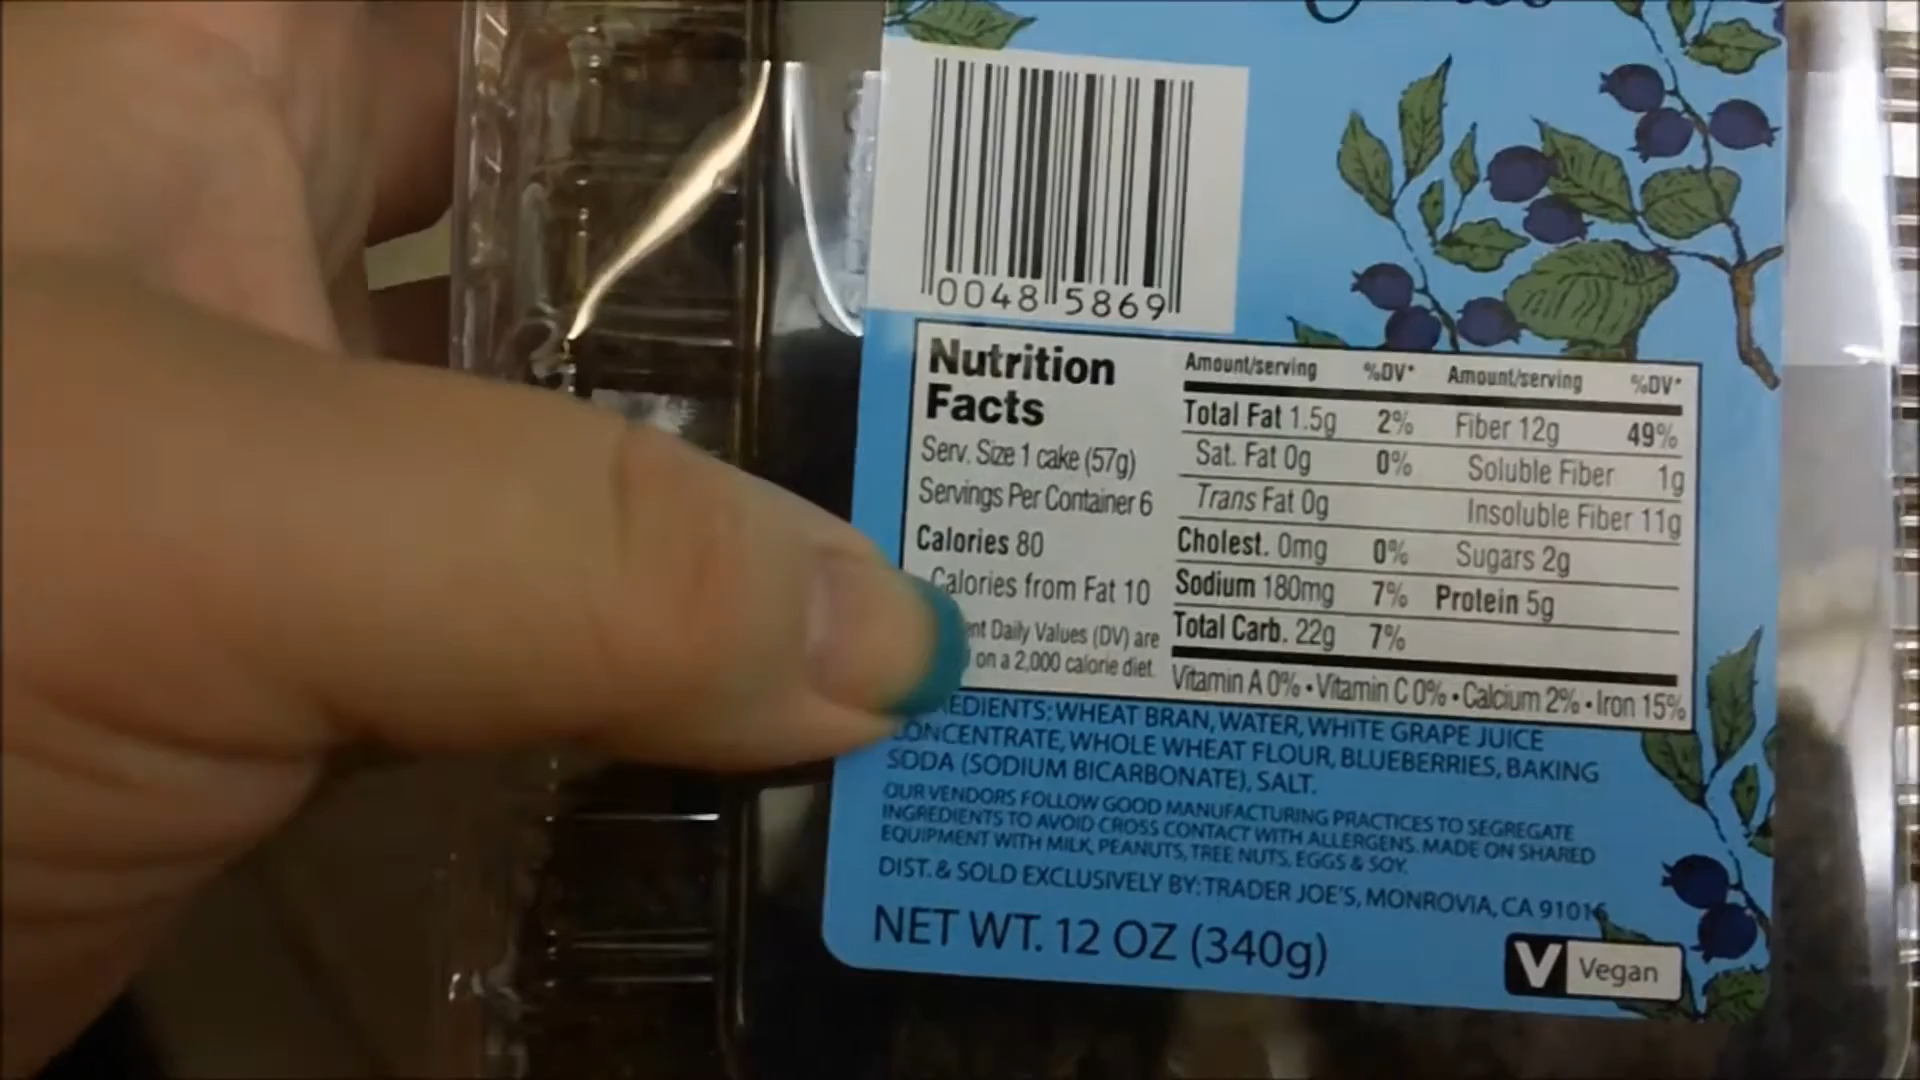 0048 5869
Nutrition
Facts
Serv. Size 1 cake (57g)
Servings Per Container 6
Calories 80
Calories from Fat 10
Daily Values (DV) are
on a 2,000 calorie diet.
Amount/serving %DV* Amount/serving %DV*
Total Fat 1.5g 2% Fiber 12g 49%
Sat. Fat 0g 0% Soluble Fiber 1g
Trans Fat 0g Insoluble Fiber 11g
Cholest. 0mg 0% Sugars 2g
Sodium 180mg 7% Protein 5g
Total Carb. 22g 7%
Vitamin A 0% • Vitamin C 0% • Calcium 2% • Iron 15%
WHEAT BRAN, WATER, WHITE GRAPE JUICE
CONCENTRATE, WHOLE WHEAT FLOUR, BLUEBERRIES, BAKING
SODA (SODIUM BICARBONATE), SALT.
OUR VENDORS FOLLOW GOOD MANUFACTURING PRACTICES TO SEGREGATE
INGREDIENTS TO AVOID CROSS CONTACT WITH ALLERGENS. MADE ON SHARED
EQUIPMENT WITH MILK, PEANUTS, TREE NUTS, EGGS & SOY.
DIST. & SOLD EXCLUSIVELY BY: TRADER JOE'S, MONROVIA, CA 91016
NET WT. 12 OZ (340g)
V Vegan